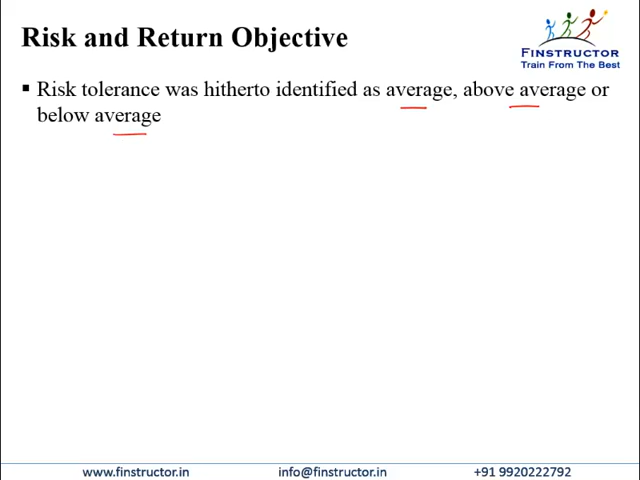 Risk and Return Objective
FINSTRUCTOR
Train From The Best
▪ Risk tolerance was hitherto identified as average, above average or
below average
www.finstructor.in info@finstructor.in +91 9920222792